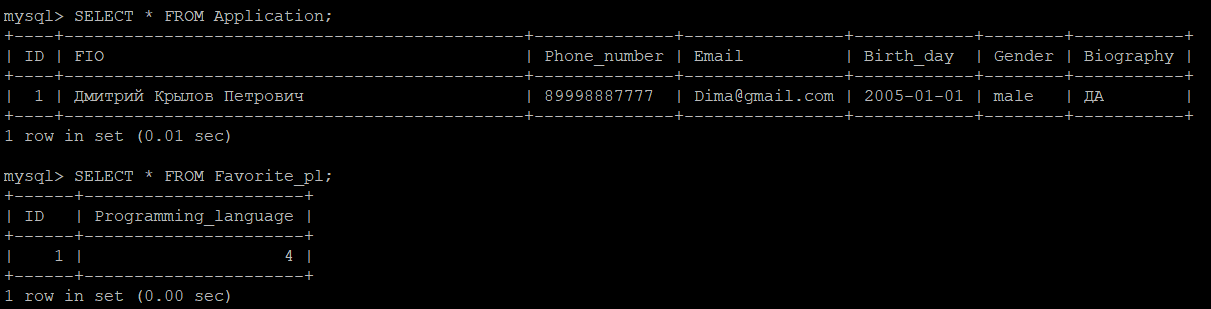 mysql> SELECT * FROM Application;
+----+----------------------------------------------+--------------+----------------+------------+--------+-----------+
| ID | FIO                                          | Phone_number | Email          | Birth_day  | Gender | Biography |
+----+----------------------------------------------+--------------+----------------+------------+--------+-----------+
|  1 | Дмитрий Крылов Петрович                      | 89998887777  | Dima@gmail.com | 2005-01-01 | male   | ДА        |
+----+----------------------------------------------+--------------+----------------+------------+--------+-----------+
1 row in set (0.01 sec)

mysql> SELECT * FROM Favorite_pl;
+------+----------------------+
| ID   | Programming_language |
+------+----------------------+
|    1 |                    4 |
+------+----------------------+
1 row in set (0.00 sec)